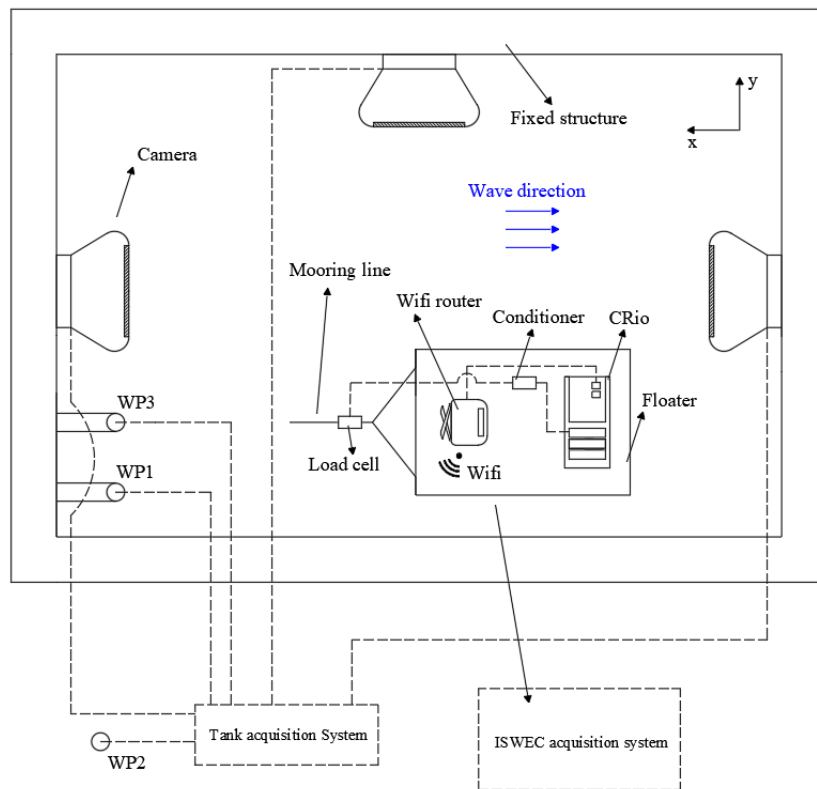 y
Fixed structure
x
Camera
Wave direction
Mooring line
Wifi router
Conditioner
CRio
Floater
WP3
Load cell
Wifi
WP1
Tank acquisition System
ISWEC acquisition system
WP2